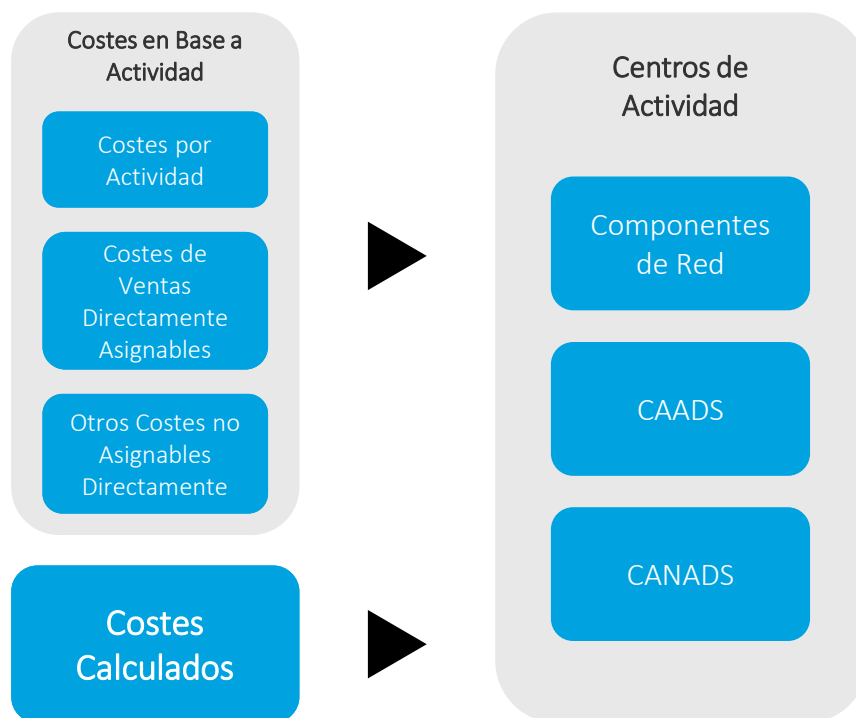 Costes en Base a
Actividad
Costes por
Actividad
Costes de
Ventas
Directamente
Asignables
Otros Costes no
Asignables
Directamente
Costes
Calculados
Centros de
Actividad
Componentes
de Red
CAADS
CANADS